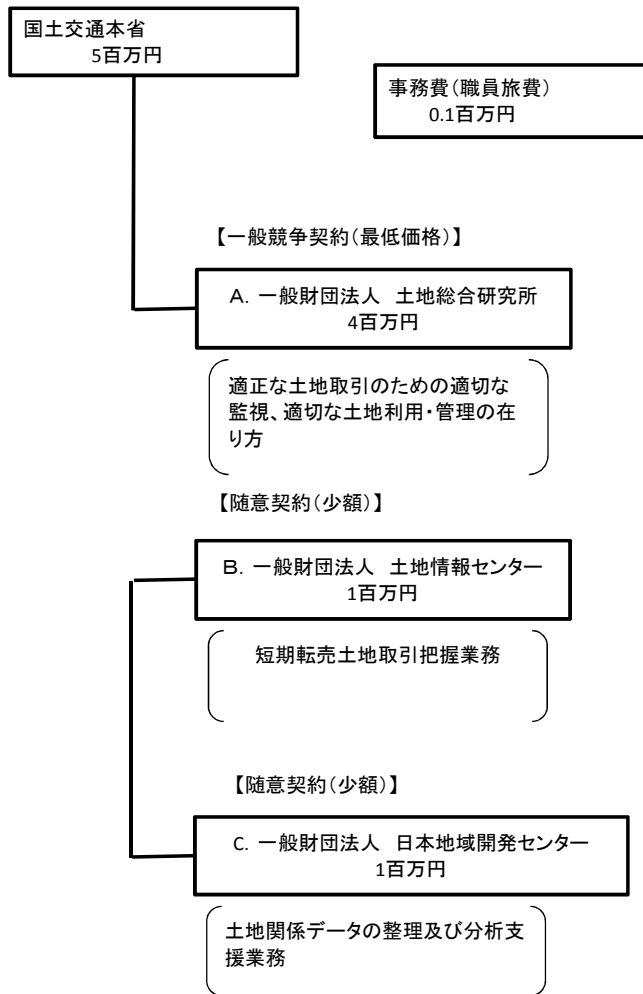 国土交通本省
5百万円
事務費(職員旅費)
0.1百万円
【一般競争契約(最低価格)】
A. 一般財団法人 土地総合研究所
4百万円
適正な土地取引のための適切な
監視、適切な土地利用・管理の在
り方
【随意契約(少額)】
B. 一般財団法人 土地情報センター
1百万円
短期転売土地取引把握業務
【随意契約(少額)】
C. 一般財団法人 日本地域開発センター
1百万円
土地関係データの整理及び分析支
援業務